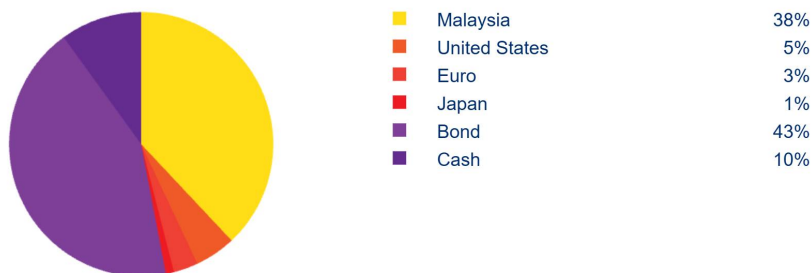 Malaysia 38%
United States 5%
Euro 3%
Japan 1%
Bond 43%
Cash 10%